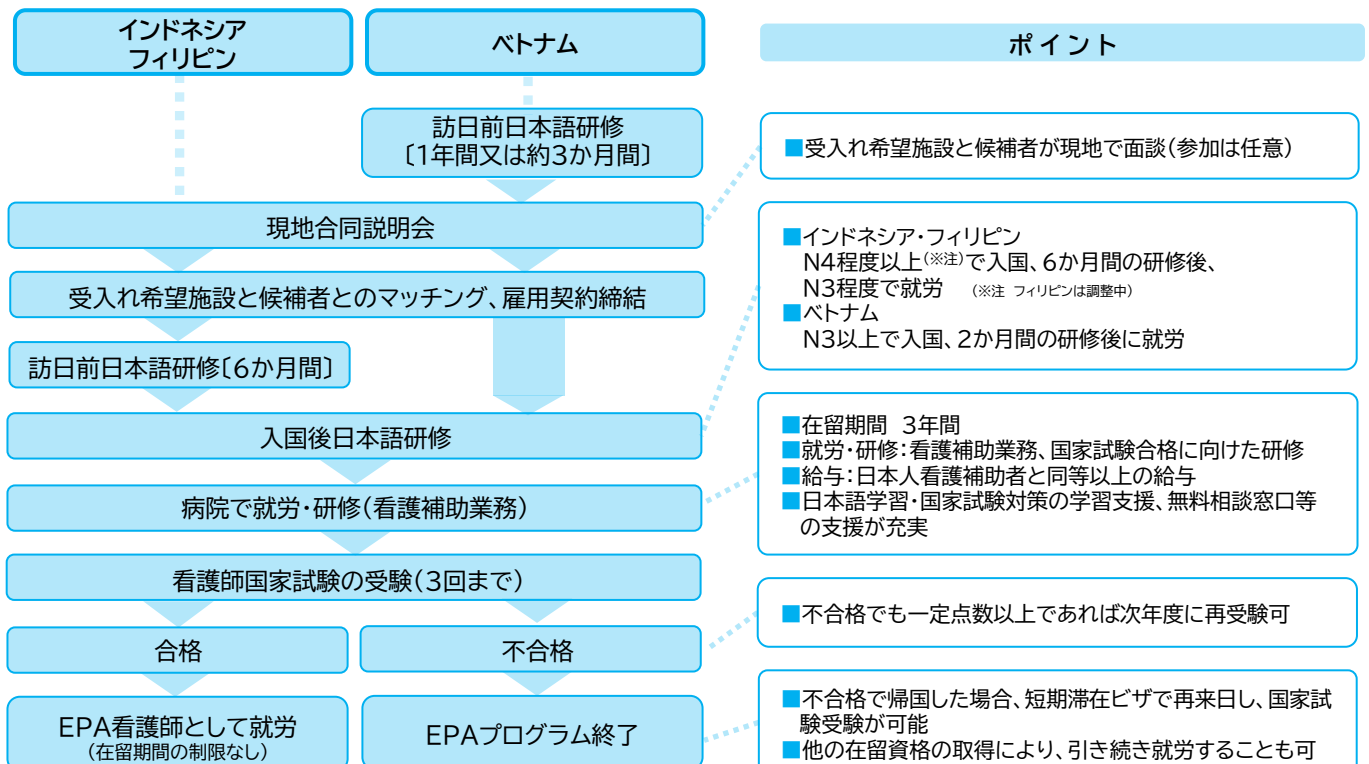 インドネシア
フィリピン
ベトナム
訪日前日本語研修
〔1年間又は約3か月間〕
現地合同説明会
受入れ希望施設と候補者とのマッチング、雇用契約締結
訪日前日本語研修〔6か月間〕
入国後日本語研修
病院で就労・研修（看護補助業務）
看護師国家試験の受験（3回まで）
合格
不合格
EPA看護師として就労
（在留期間の制限なし）
EPAプログラム終了
ポイント
■受入れ希望施設と候補者が現地で面談（参加は任意）
■インドネシア・フィリピン
N4程度以上（※注）で入国、6か月間の研修後、
N3程度で就労　（※注　フィリピンは調整中）
■ベトナム
N3以上で入国、2か月間の研修後に就労
■在留期間　3年間
■就労・研修：看護補助業務、国家試験合格に向けた研修
■給与：日本人看護補助者と同等以上の給与
■日本語学習・国家試験対策の学習支援、無料相談窓口等
の支援が充実
■不合格でも一定点数以上であれば次年度に再受験可
■不合格で帰国した場合、短期滞在ビザで再来日し、国家試
験受験が可能
■他の在留資格の取得により、引き続き就労することも可